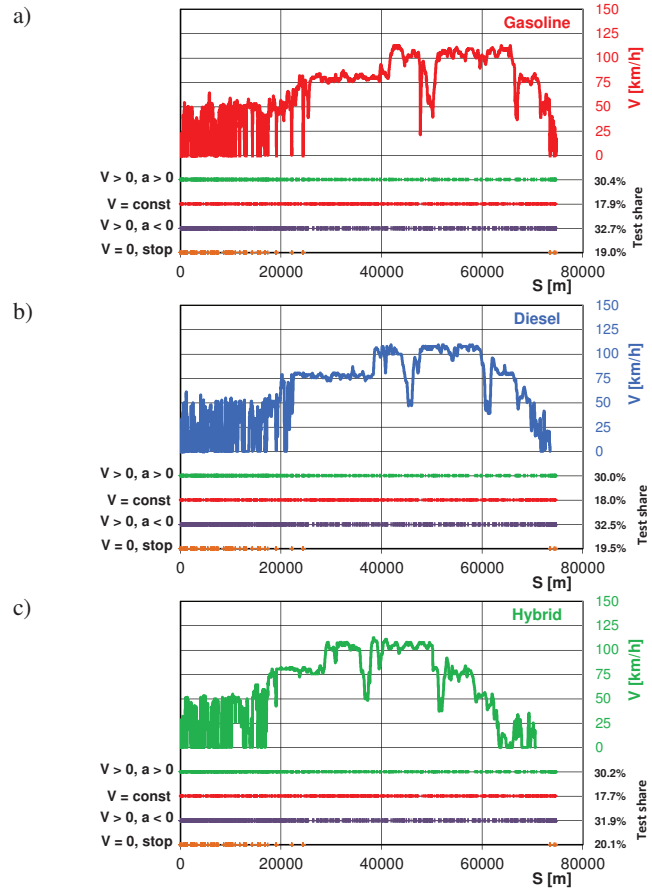 a)
Gasoline
150
125
100
75
50
25
0
V [km/h]
V > 0, a > 0
30.4%
V = const
17.9%
V > 0, a < 0
32.7%
V = 0, stop
19.0%
Test share
0 20000 40000 60000 80000
S [m]
b)
Diesel
150
125
100
75
50
25
0
V [km/h]
V > 0, a > 0
30.0%
V = const
18.0%
V > 0, a < 0
32.5%
V = 0, stop
19.5%
Test share
0 20000 40000 60000 80000
S [m]
c)
Hybrid
150
125
100
75
50
25
0
V [km/h]
V > 0, a > 0
30.2%
V = const
17.7%
V > 0, a < 0
31.9%
V = 0, stop
20.1%
Test share
0 20000 40000 60000 80000
S [m]